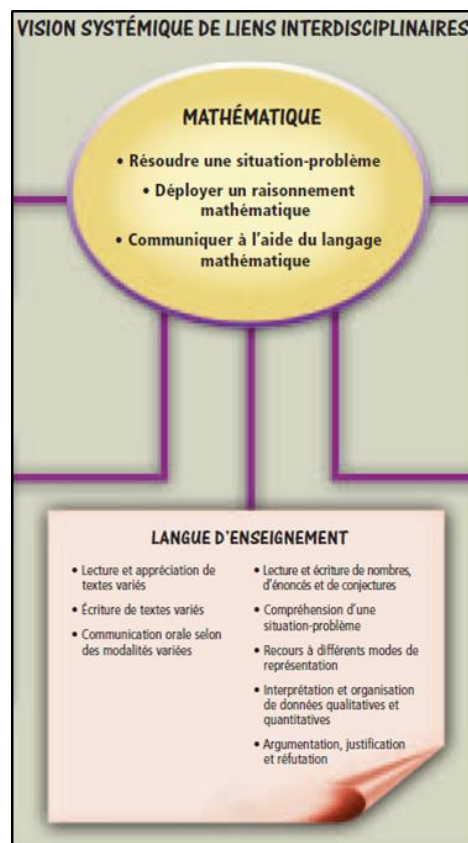 VISION SYSTÉMIQUE DE LIENS INTERDISCIPLINAIRES
MATHÉMATIQUE
• Résoudre une situation-problème
• Déployer un raisonnement
mathématique
• Communiquer à l'aide du langage
mathématique
LANGUE D'ENSEIGNEMENT
• Lecture et appréciation de
textes variés
• Écriture de textes variés
• Communication orale selon
des modalités variées
• Lecture et écriture de nombres,
d'énoncés et de conjectures
• Compréhension d'une
situation-problème
• Recours à différents modes de
représentation
• Interprétation et organisation
de données qualitatives et
quantitatives
• Argumentation, justification
et réfutation